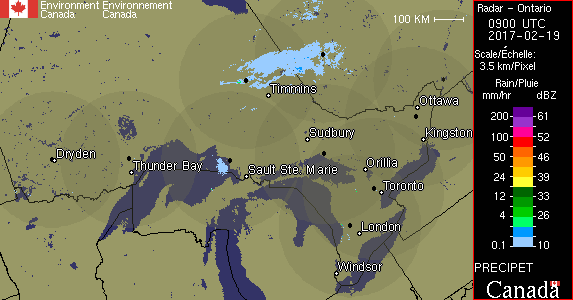 Environment Environnement
Canada Canada
100 KM
Timmins
Ottawa
Sudbury
Kingston
Dryden
Thunder Bay
Sault Ste. Marie
Orillia
Toronto
London
Windsor
Radar - Ontario
0900 UTC
2017-02-19
Scale/Échelle:
3.5 km/Pixel
Rain/Pluie
mm/hr dBZ
200 61
100 52
50 46
24 39
12 33
4 26
0.1 10
PRECIPET
Canada